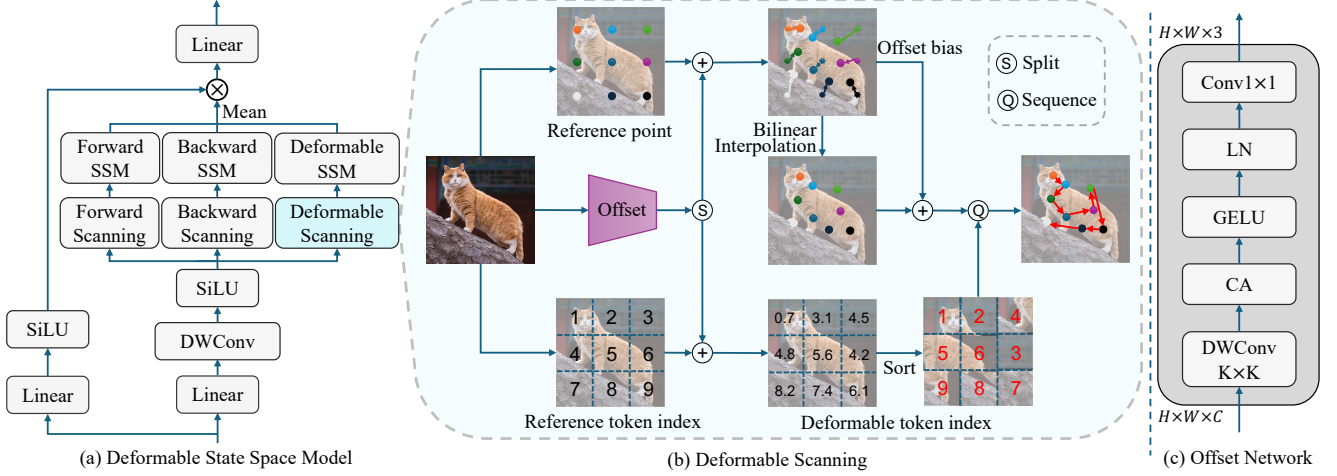 Linear
Mean
Forward
SSM
Backward
SSM
Deformable
SSM
Forward
Scanning
Backward
Scanning
Deformable
Scanning
SiLU
SiLU
DWConv
Linear
Linear
(a) Deformable State Space Model
Reference point
Offset
S
Offset bias
Bilinear
Interpolation
S Split
Q Sequence
Q
1 2 3
4 5 6
7 8 9
Reference token index
0.7 3.1 4.5
4.8 5.6 4.2
8.2 7.4 6.1
Sort
1 2 4
5 6 3
9 8 7
Deformable token index
(b) Deformable Scanning
H×W×3
Conv1×1
LN
GELU
CA
DWConv
K×K
H×W×C
(c) Offset Network